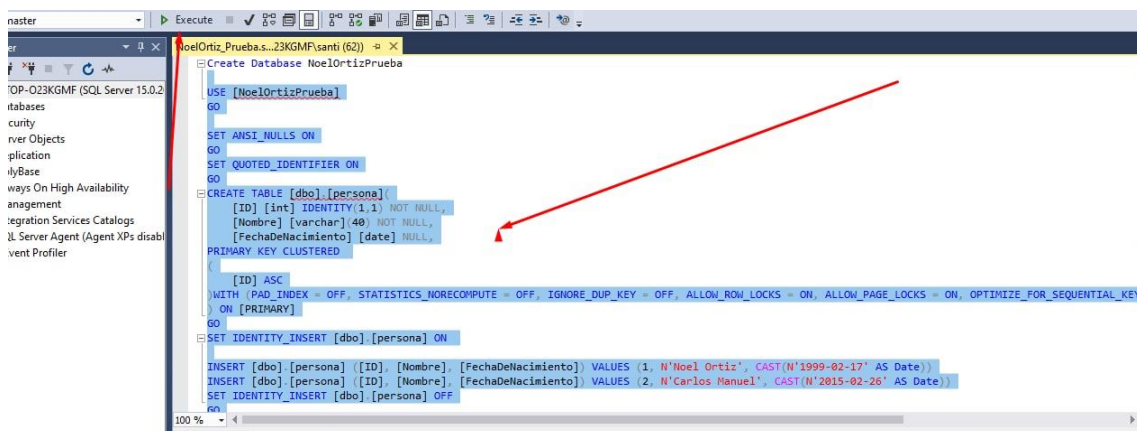 master
Execute
er
NoelOrtiz_Prueba.s...23KGMF\santi (62))
TOP-O23KGMF (SQL Server 15.0.2
tabases
curity
rver Objects
plication
lyBase
ways On High Availability
anagement
tegration Services Catalogs
QL Server Agent (Agent XPs disabl
Event Profiler
Create Database NoelOrtizPrueba
USE [NoelOrtizPrueba]
GO
SET ANSI_NULLS ON
GO
SET QUOTED_IDENTIFIER ON
GO
CREATE TABLE [dbo].[persona](
[ID] [int] IDENTITY(1,1) NOT NULL,
[Nombre] [varchar](40) NOT NULL,
[FechaDeNacimiento] [date] NULL,
PRIMARY KEY CLUSTERED
(
[ID] ASC
)WITH (PAD_INDEX = OFF, STATISTICS_NORECOMPUTE = OFF, IGNORE_DUP_KEY = OFF, ALLOW_ROW_LOCKS = ON, ALLOW_PAGE_LOCKS = ON, OPTIMIZE_FOR_SEQUENTIAL_KEY
) ON [PRIMARY]
GO
SET IDENTITY_INSERT [dbo].[persona] ON
INSERT [dbo].[persona] ([ID], [Nombre], [FechaDeNacimiento]) VALUES (1, N'Noel Ortiz', CAST(N'1999-02-17' AS Date))
INSERT [dbo].[persona] ([ID], [Nombre], [FechaDeNacimiento]) VALUES (2, N'Carlos Manuel', CAST(N'2015-02-26' AS Date))
SET IDENTITY_INSERT [dbo].[persona] OFF
GO
100 %